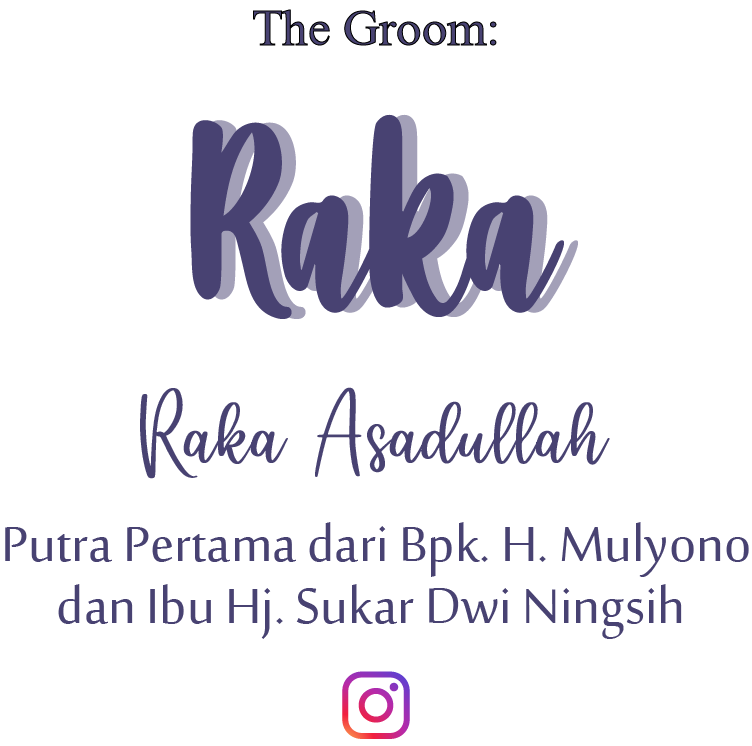 The Groom:
Raka
Raka Asadullah
Putra Pertama dari Bpk. H. Mulyono
dan Ibu Hj. Sukar Dwi Ningsih